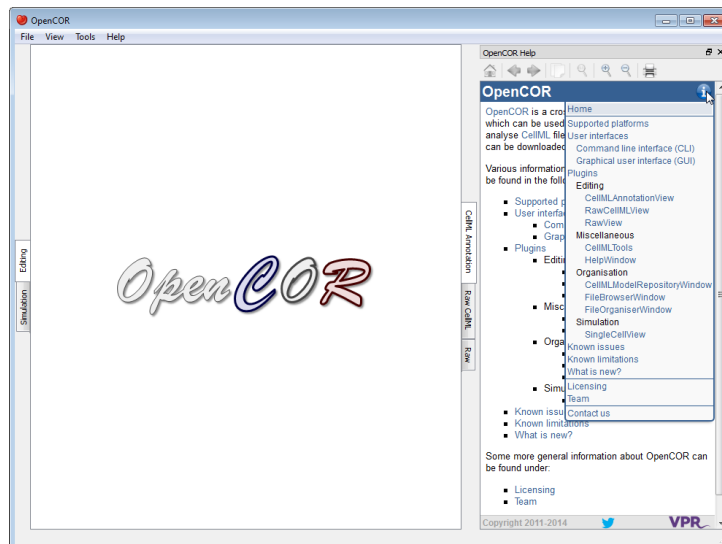 OpenCOR
File View Tools Help
Editing
Simulation
OpenCOR
CellML Annotation
Raw CellML
Raw
OpenCOR Help
OpenCOR
OpenCOR is a cro
which can be used
analyse CellML file
can be downloaded
Various information
be found in the follo
Supported p
User interfa
Com
Grap
Plugins
Editi
Misc
Orga
Simu
Known issu
Known limitations
What is new?
Some more general information about OpenCOR can
be found under:
Licensing
Team
Home
Supported platforms
User interfaces
Command line interface (CLI)
Graphical user interface (GUI)
Plugins
Editing
CellMLAnnotationView
RawCellMLView
RawView
Miscellaneous
CellMLTools
HelpWindow
Organisation
CellMLModelRepositoryWindow
FileBrowserWindow
FileOrganiserWindow
Simulation
SingleCellView
Known issues
Known limitations
What is new?
Licensing
Team
Contact us
Copyright 2011-2014
VPR